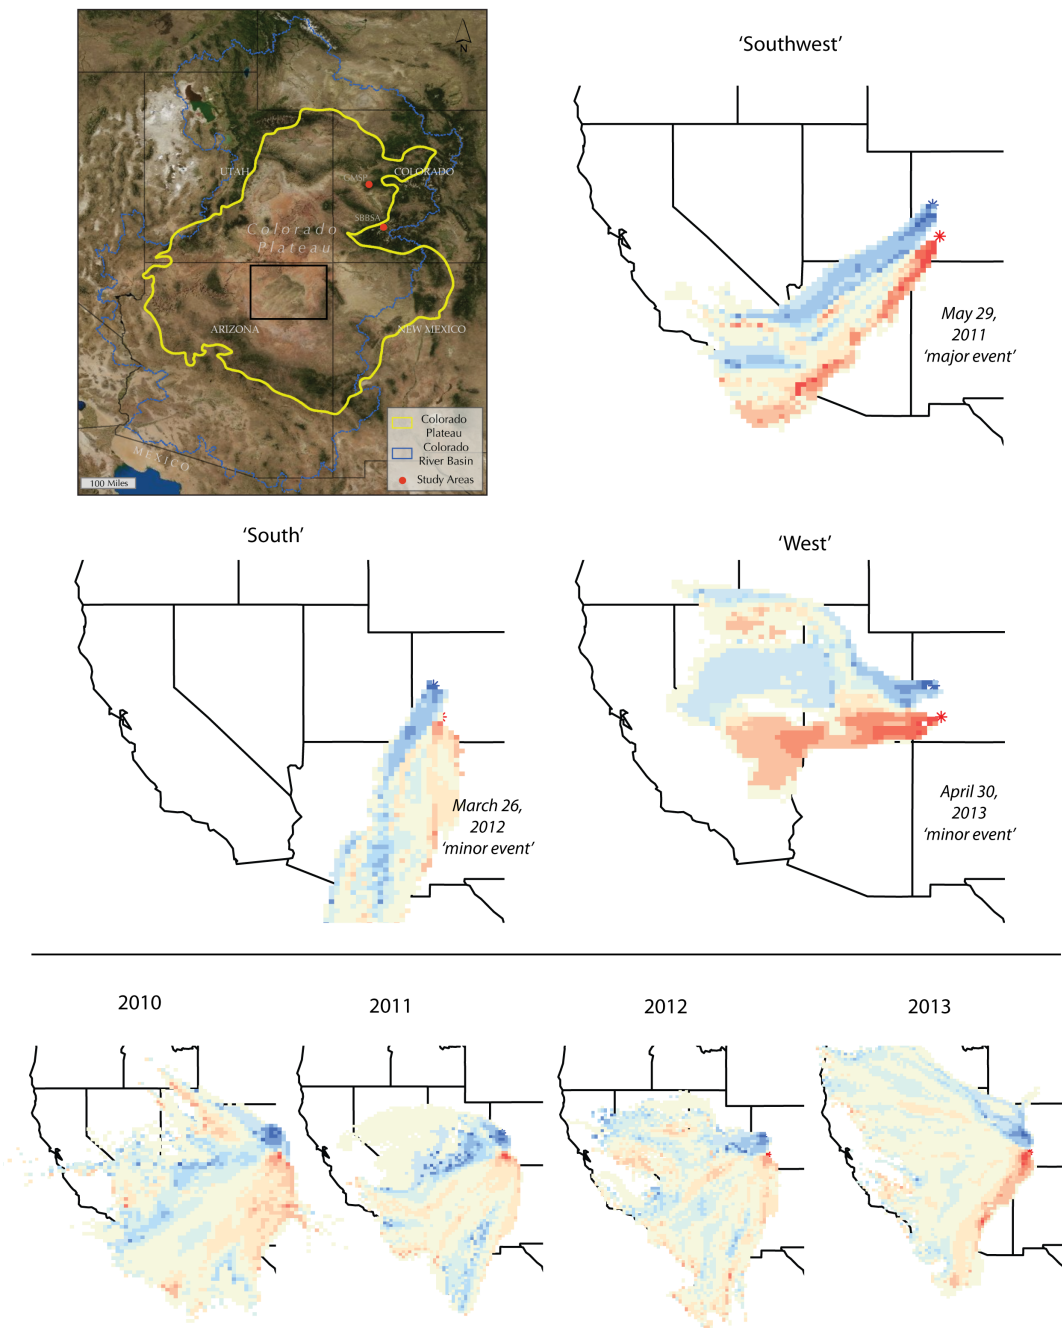 N
UTAH
COLORADO
GMSP
SBBSA
Colorado
Plateau
ARIZONA
NEW MEXICO
MEXICO
100 Miles
Colorado
Plateau
Colorado
River Basin
Study Areas
‘Southwest’
May 29,
2011
‘major event’
‘South’
March 26,
2012
‘minor event’
‘West’
April 30,
2013
‘minor event’
2010
2011
2012
2013